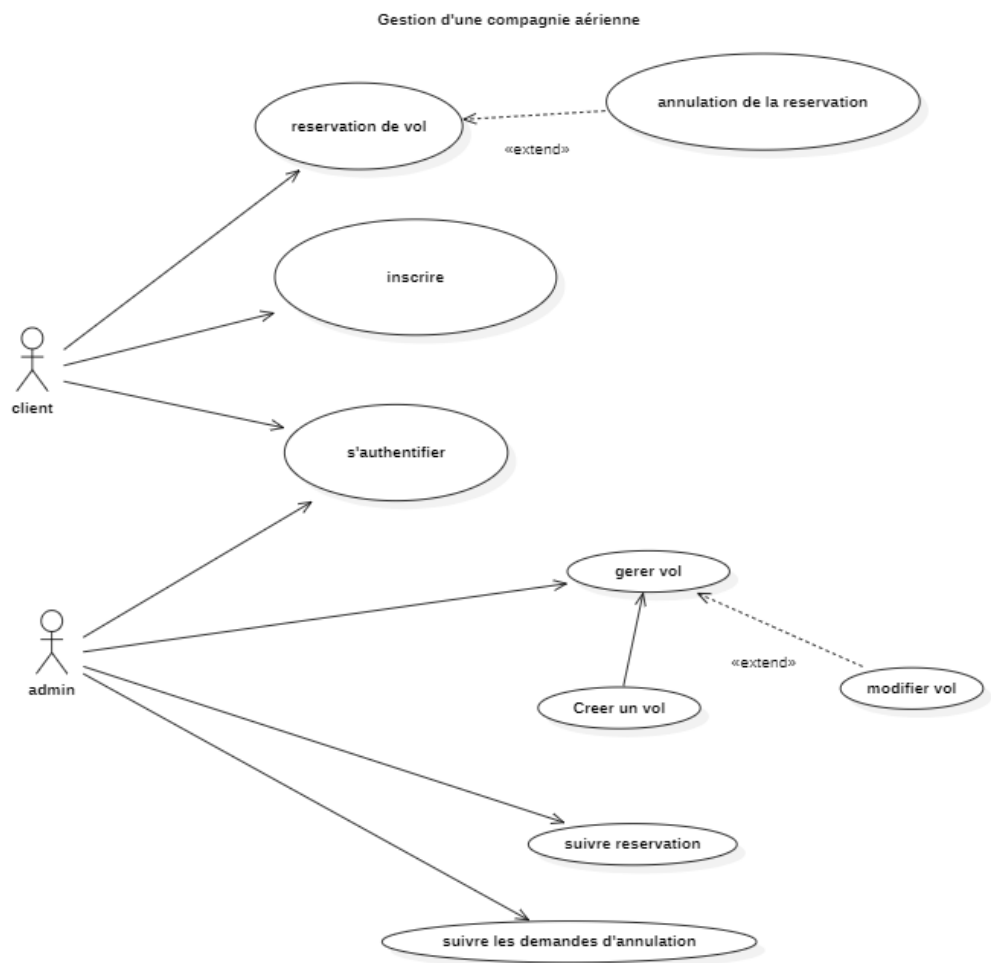 Gestion d'une compagnie aérienne
annulation de la reservation
reservation de vol
«extend»
inscrire
client
s'authentifier
gerer vol
«extend»
admin
modifier vol
Creer un vol
suivre reservation
suivre les demandes d'annulation